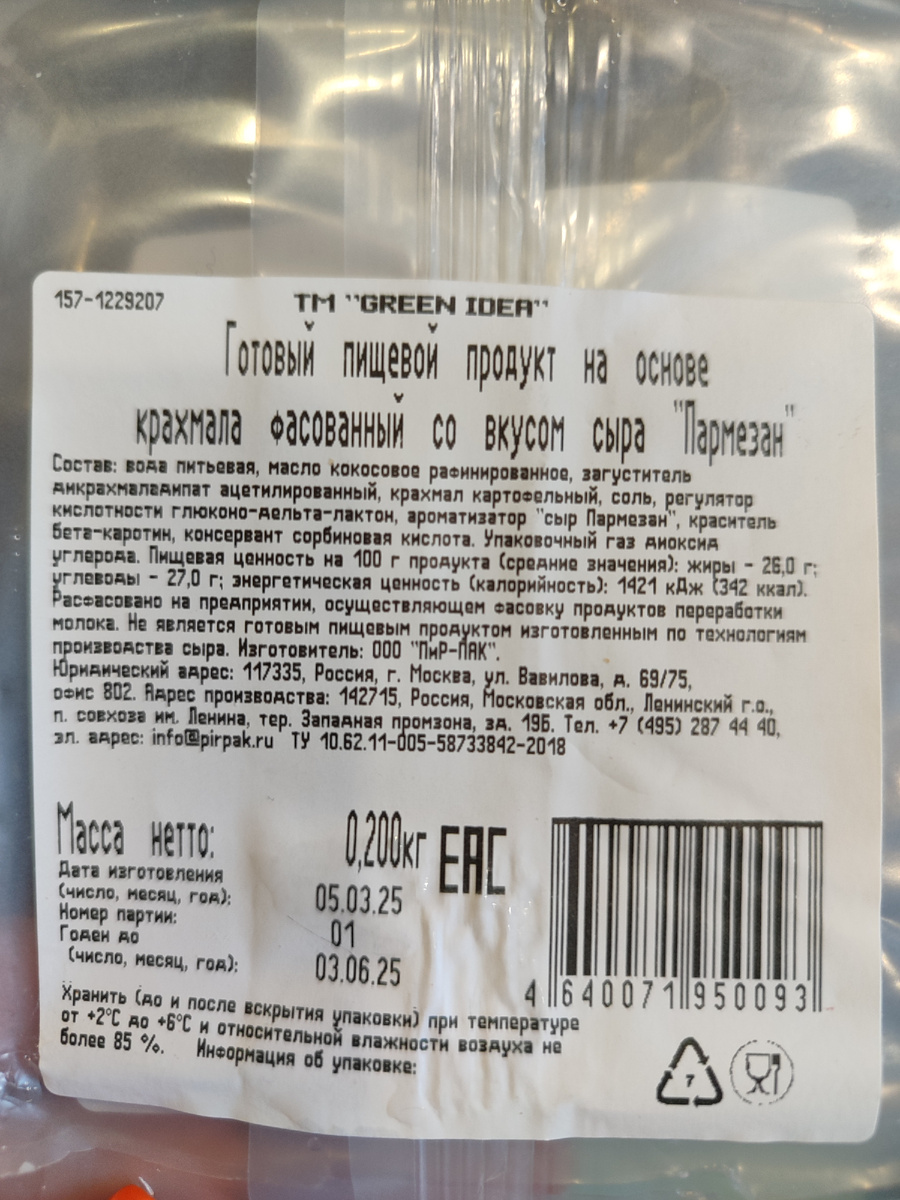 157-1229207
ТМ "GREEN IDEA"
Готовый пищевой продукт на основе
крахмала фасованный со вкусом сыра "Пармезан"
Состав: вода питьевая, масло кокосовое рафинированное, загуститель
дикрахмаладипат ацетилированный, крахмал картофельный, соль, регулятор
кислотности глюконо-дельта-лактон, ароматизатор "сыр Пармезан", краситель
бета-каротин, консервант сорбиновая кислота. Упаковочный газ диоксид
углерода. Пищевая ценность на 100 г продукта (средние значения): жиры - 26,0 г;
углеводы - 27,0 г; энергетическая ценность (калорийность): 1421 кДж (342 ккал).
Расфасовано на предприятии, осуществляющем фасовку продуктов переработки
молока. Не является готовым пищевым продуктом изготовленным по технологиям
производства сыра. Изготовитель: ООО "ПиР-ПАК".
Юридический адрес: 117335, Россия, г. Москва, ул. Вавилова, д. 69/75,
офис 802. Адрес производства: 142715, Россия, Московская обл., Ленинский г.о.,
п. совхоза им. Ленина, тер. Западная промзона, зд. 19Б. Тел. +7 (495) 287 44 40,
эл. адрес: info@pirpak.ru ТУ 10.62.11-005-58733842-2018
Масса нетто: 0,200кг
EAC
Дата изготовления
(число, месяц, год): 05.03.25
Номер партии: 01
Годен до
(число, месяц, год): 03.06.25
4 640071 950093
Хранить (до и после вскрытия упаковки) при температуре
от +2°C до +6°C и относительной влажности воздуха не
более 85 %. Информация об упаковке:
7